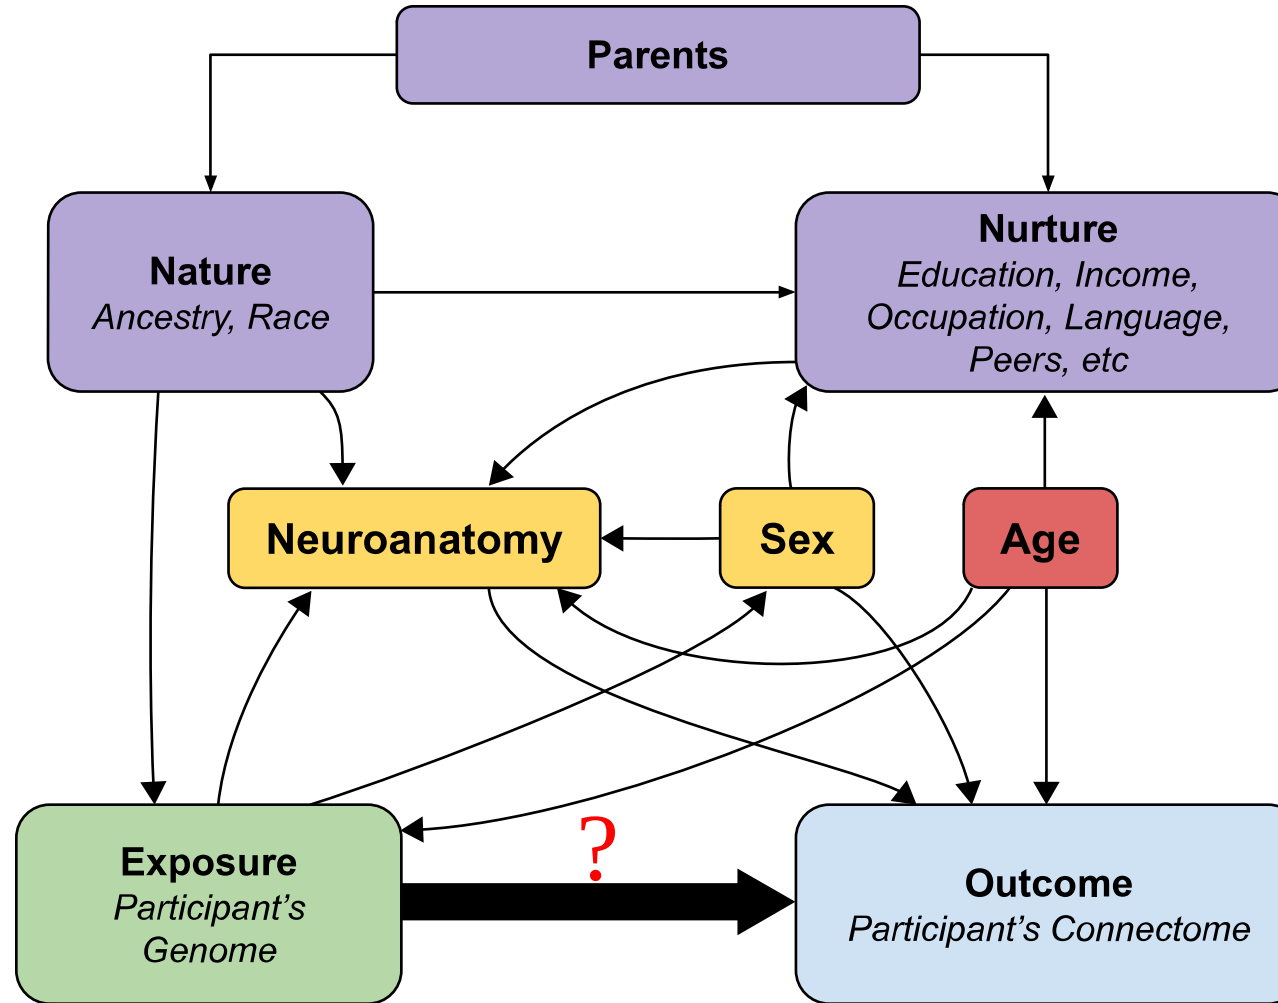 Parents
Nature
Ancestry, Race
Nurture
Education, Income,
Occupation, Language,
Peers, etc
Neuroanatomy
Sex
Age
?
Exposure
Participant's
Genome
Outcome
Participant's Connectome